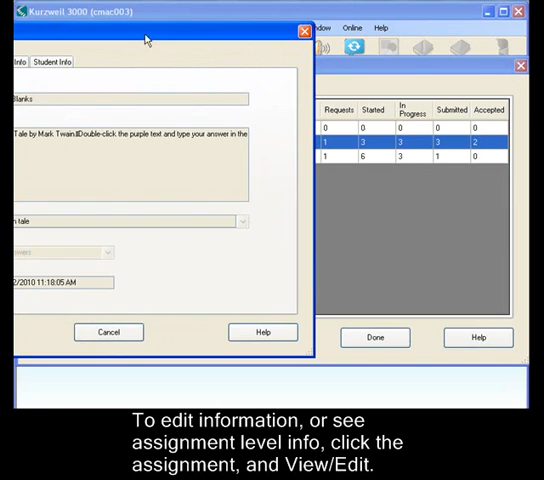 Kurzweil 3000 (cmac003)
ndow Online Help
Info Student Info
Requests Started In Progress Submitted Accepted
Blanks
0 0 0 0 0
Tale by Mark Twain.Double-click the purple text and type your answer in the
1 3 3 3 2
1 6 3 1 0
n tale
swers
2/2010 11:18:05 AM
Cancel Help Done Help
To edit information, or see
assignment level info, click the
assignment, and View/Edit.